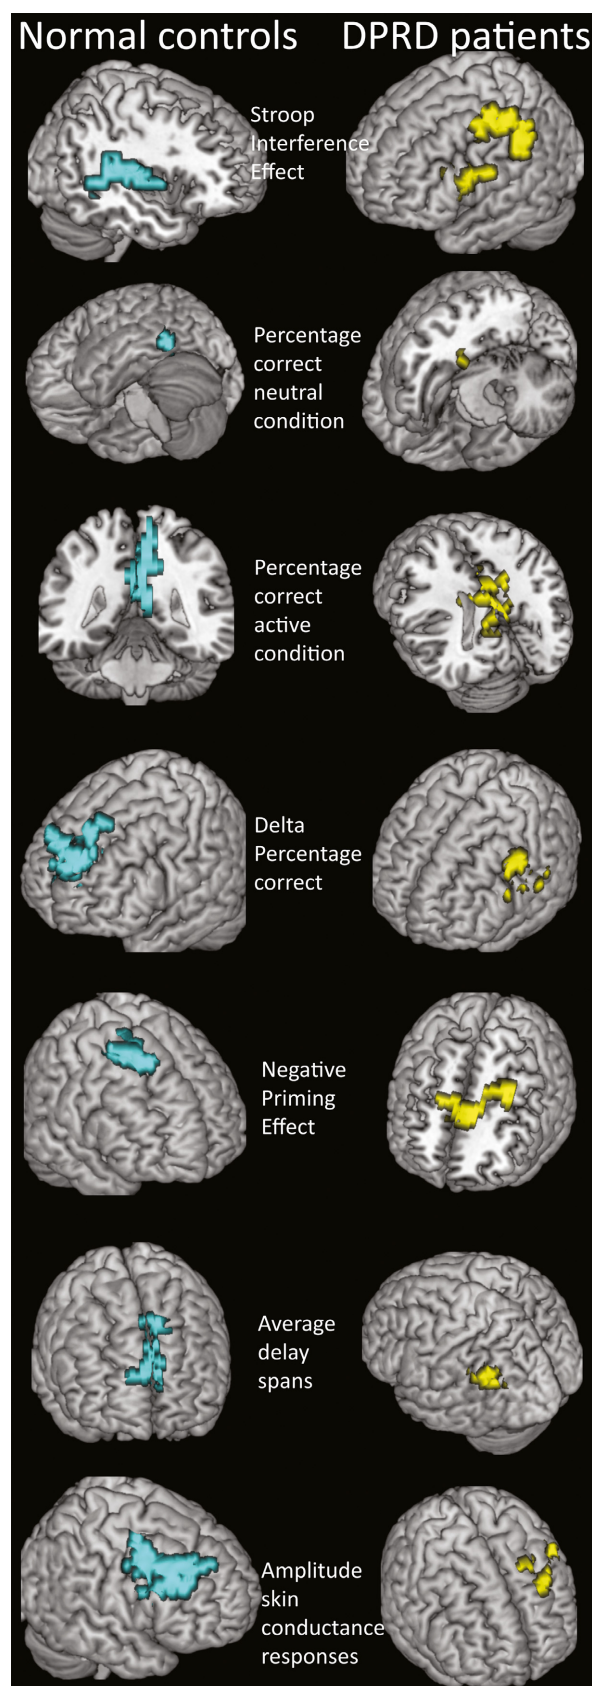 Normal controls
DPRD patients
Stroop
Interference
Effect
Percentage
correct
neutral
condition
Percentage
correct
active
condition
Delta
Percentage
correct
Negative
Priming
Effect
Average
delay
spans
Amplitude
skin
conductance
responses